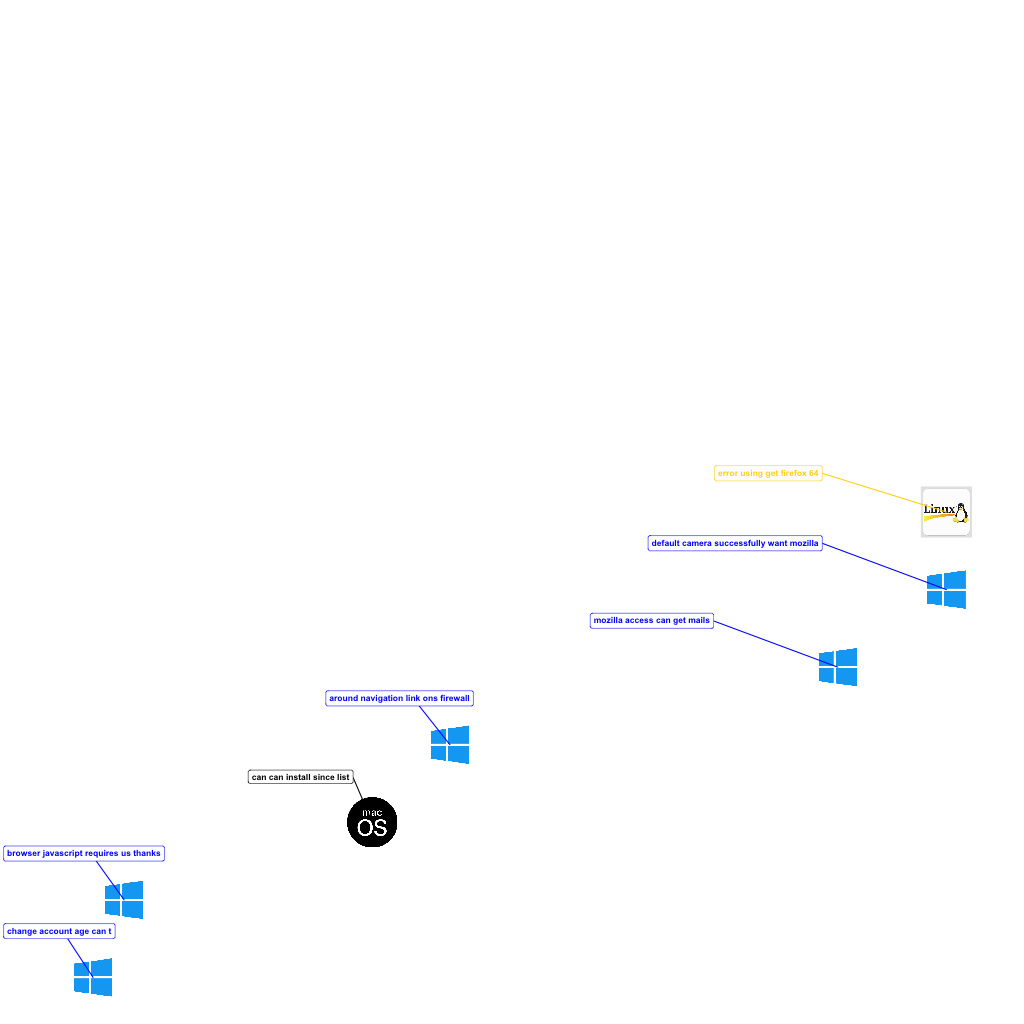 error using get firefox 64
Linux
default camera successfully want mozilla
mozilla access can get mails
around navigation link ons firewall
can can install since list
mac
OS
browser javascript requires us thanks
change account age can t